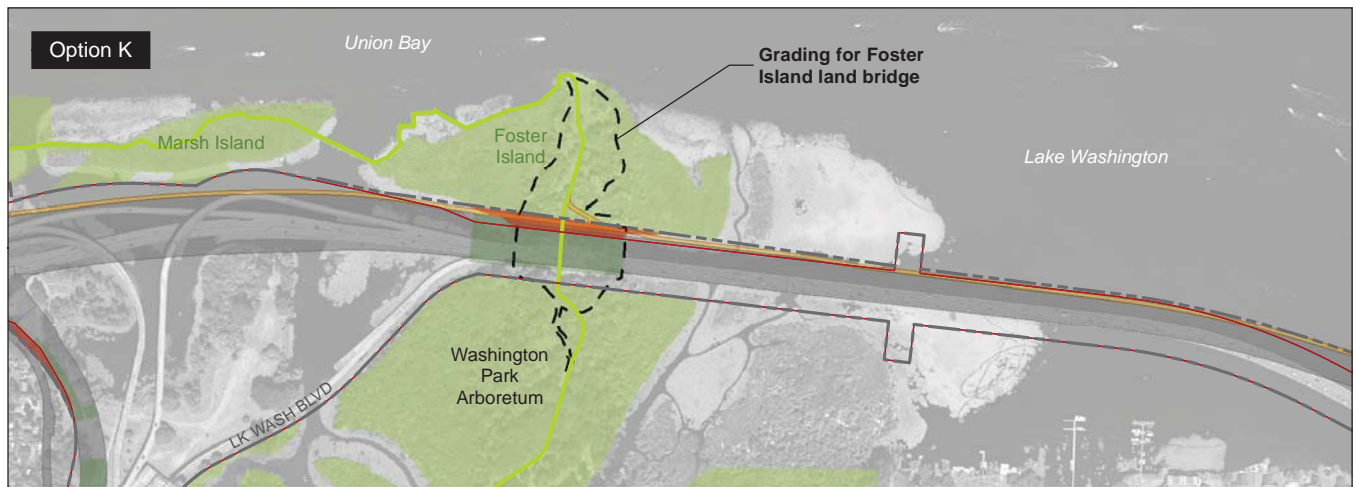 Option K
Union Bay
Grading for Foster
Island land bridge
Marsh Island
Foster
Island
Lake Washington
Washington
Park
Arboretum
LK WASH BLVD